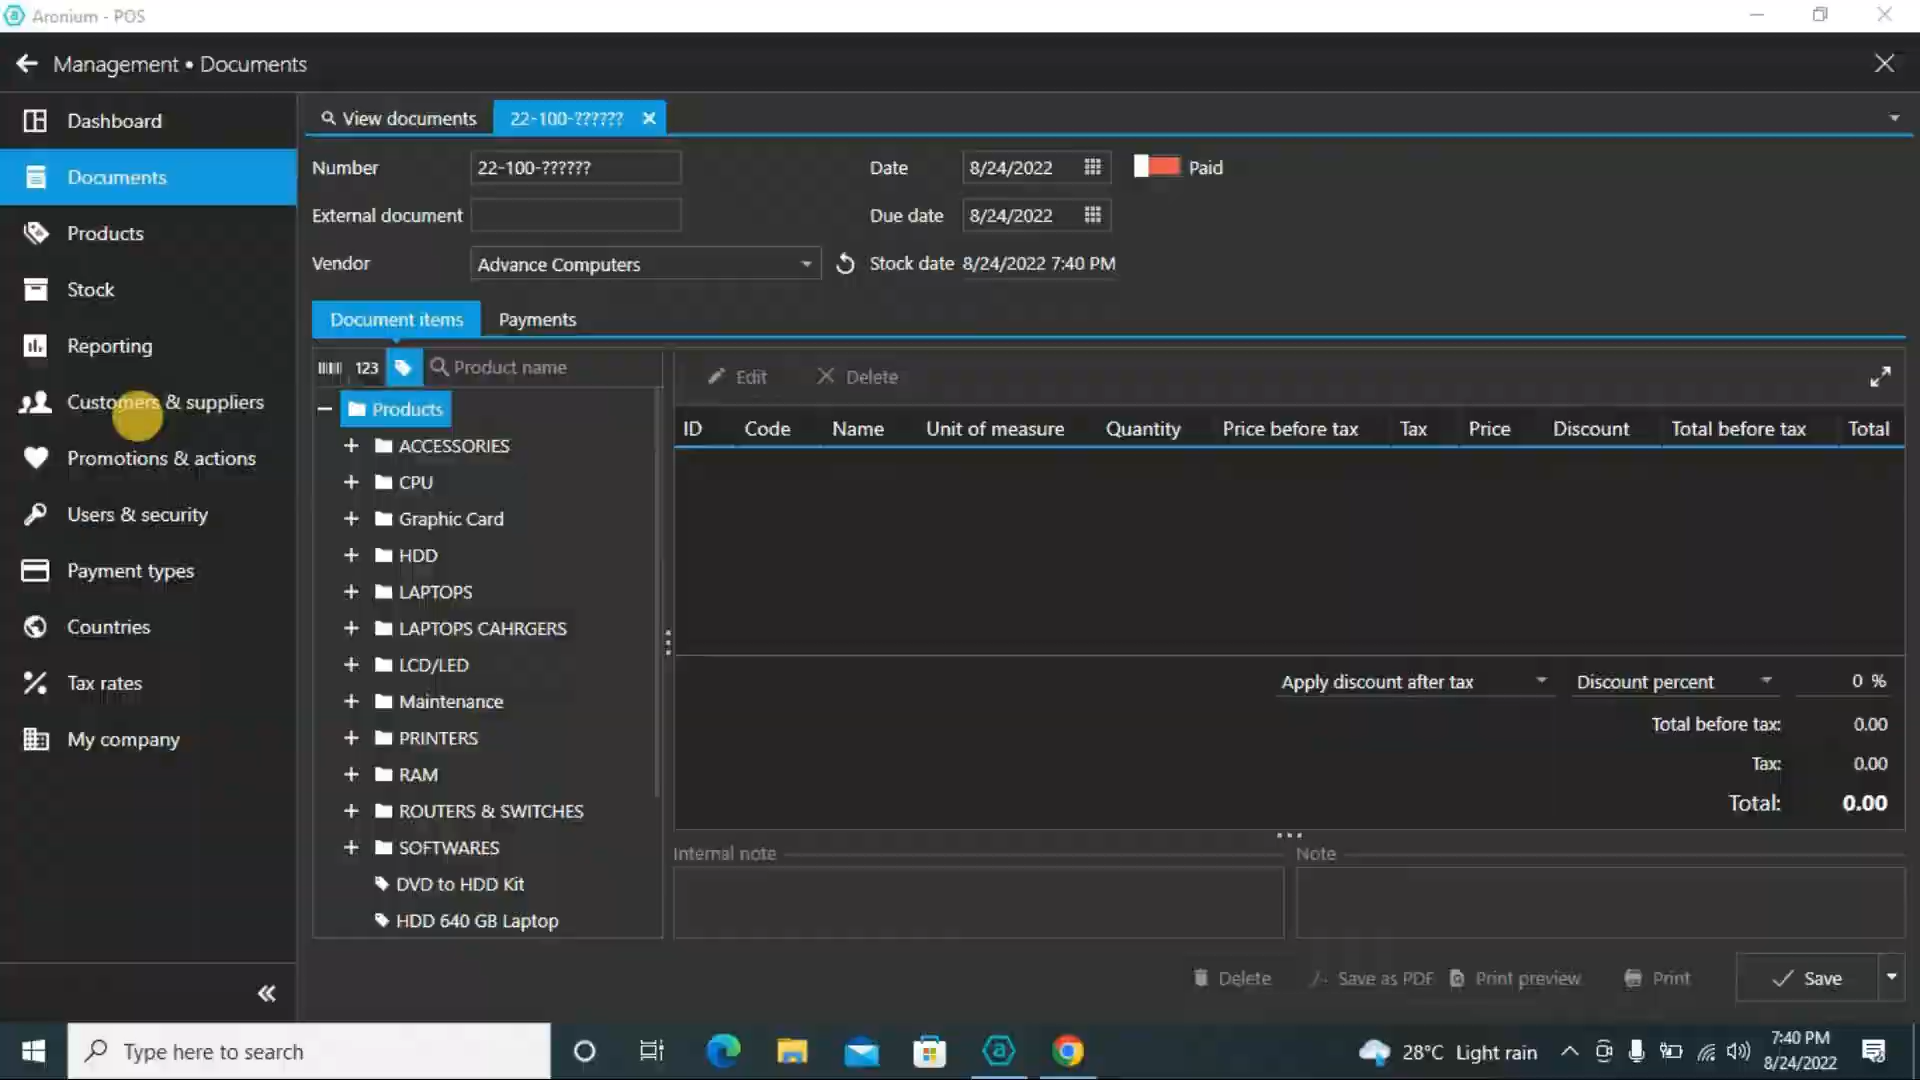 Aronium - POS
Management • Documents
Dashboard
Documents
Products
Stock
Reporting
Customers & suppliers
Promotions & actions
Users & security
Payment types
Countries
Tax rates
My company
View documents
22-100-??????
Number
22-100-??????
Date
8/24/2022
Paid
External document
Due date
8/24/2022
Vendor
Advance Computers
Stock date 8/24/2022 7:40 PM
Document items
Payments
123
Product name
Products
ACCESSORIES
CPU
Graphic Card
HDD
LAPTOPS
LAPTOPS CAHRGERS
LCD/LED
Maintenance
PRINTERS
RAM
ROUTERS & SWITCHES
SOFTWARES
DVD to HDD Kit
HDD 640 GB Laptop
Edit
Delete
ID Code Name Unit of measure Quantity Price before tax Tax Price Discount Total before tax Total
Apply discount after tax
Discount percent
0 %
Total before tax: 0.00
Tax: 0.00
Total: 0.00
Internal note
Note
Delete
Save as PDF
Print preview
Print
Save
Type here to search
28°C Light rain
7:40 PM
8/24/2022